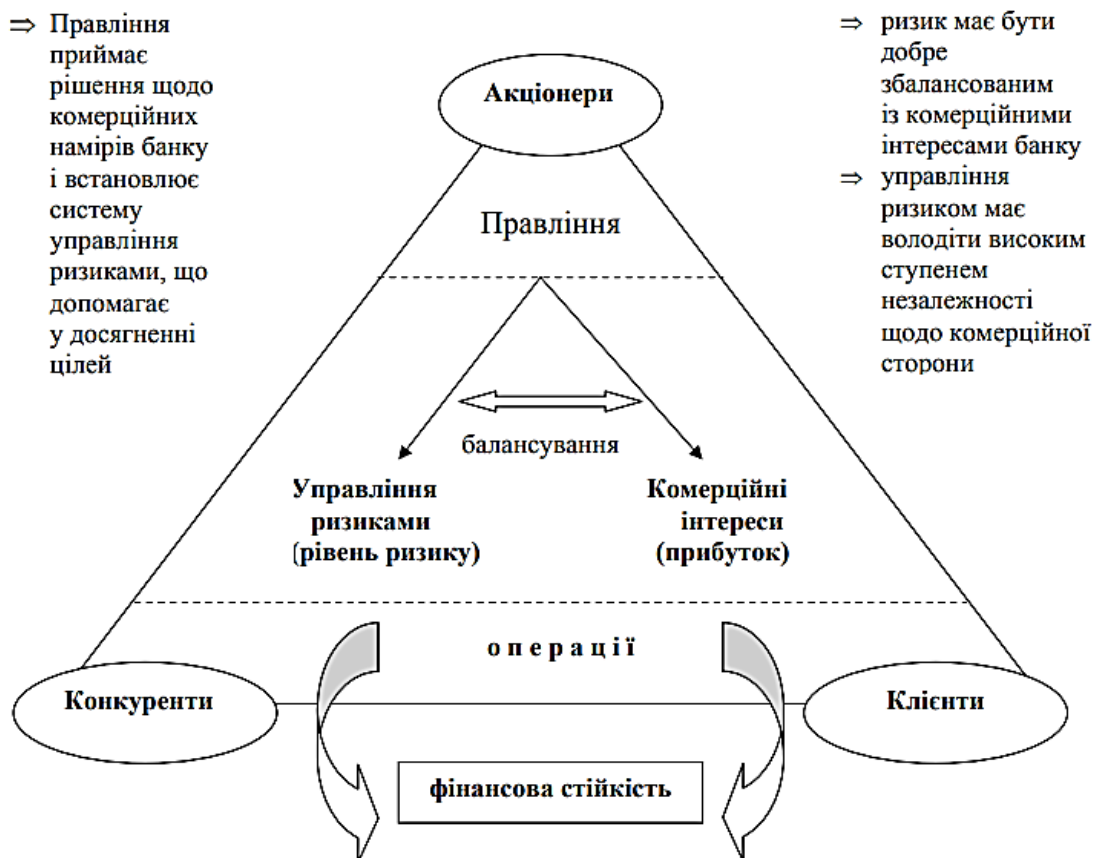 ⇒ Правління
приймає
рішення щодо
комерційних
намірів банку
і встановлює
систему
управління
ризиками, що
допомагає
у досягненні
цілей
⇒ ризик має бути
добре
збалансованим
із комерційними
інтересами банку
⇒ управління
ризиком має
володіти високим
ступенем
незалежності
щодо комерційної
сторони
Акціонери
Правління
балансування
Управління
ризиками
(рівень ризику)
Комерційні
інтереси
(прибуток)
о п е р а ц і ї
Конкуренти
Клієнти
фінансова стійкість